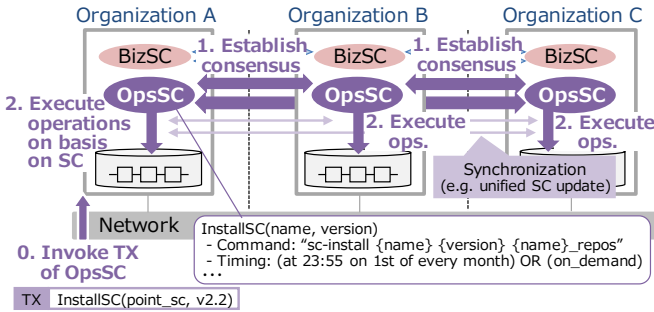 Organization A
Organization B
Organization C
BizSC
1. Establish
consensus
BizSC
1. Establish
consensus
BizSC
OpsSC
OpsSC
OpsSC
2. Execute
operations
on basis
on SC
2. Execute
ops.
2. Execute
ops.
Synchronization
(e.g. unified SC update)
Network
0. Invoke TX
of OpsSC
InstallSC(name, version)
- Command: “sc-install {name} {version} {name}_repos”
- Timing: (at 23:55 on 1st of every month) OR (on_demand)
...
TX InstallSC(point_sc, v2.2)